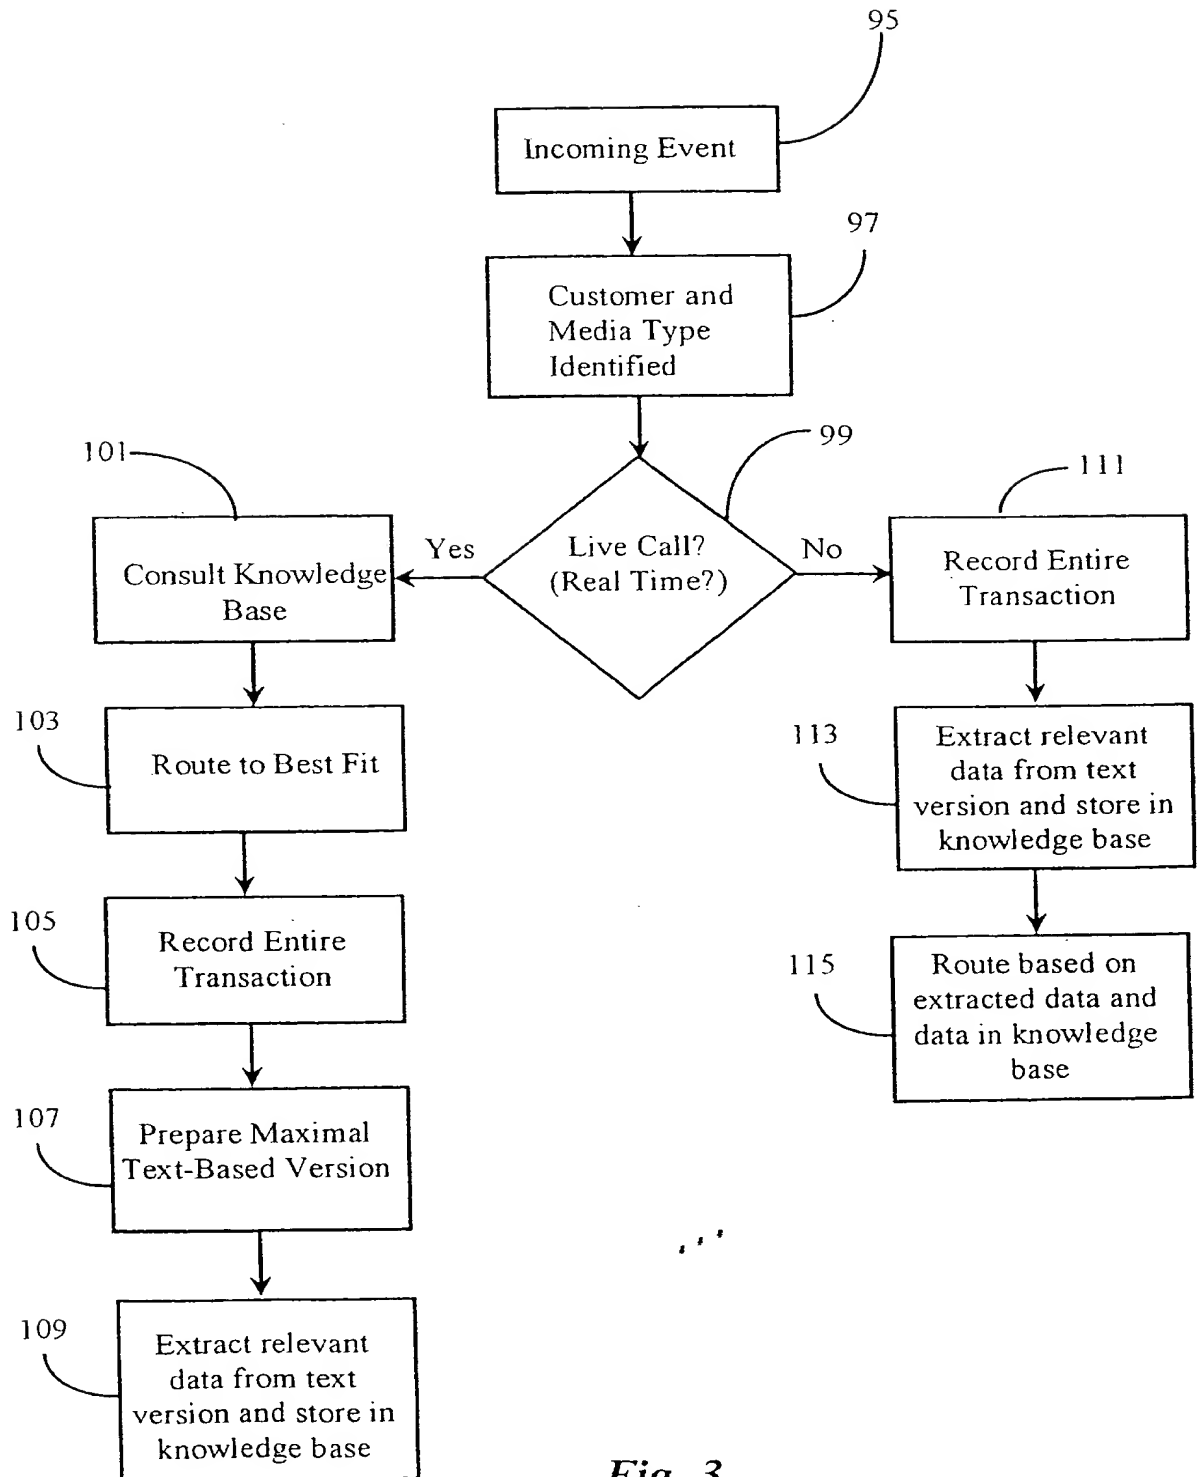 95
Incoming Event
97
Customer and
Media Type
Identified
99
Live Call?
(Real Time?)
Yes
No
101
Consult Knowledge
Base
103
Route to Best Fit
105
Record Entire
Transaction
107
Prepare Maximal
Text-Based Version
109
Extract relevant
data from text
version and store in
knowledge base
111
Record Entire
Transaction
113
Extract relevant
data from text
version and store in
knowledge base
115
Route based on
extracted data and
data in knowledge
base
Fig. 3